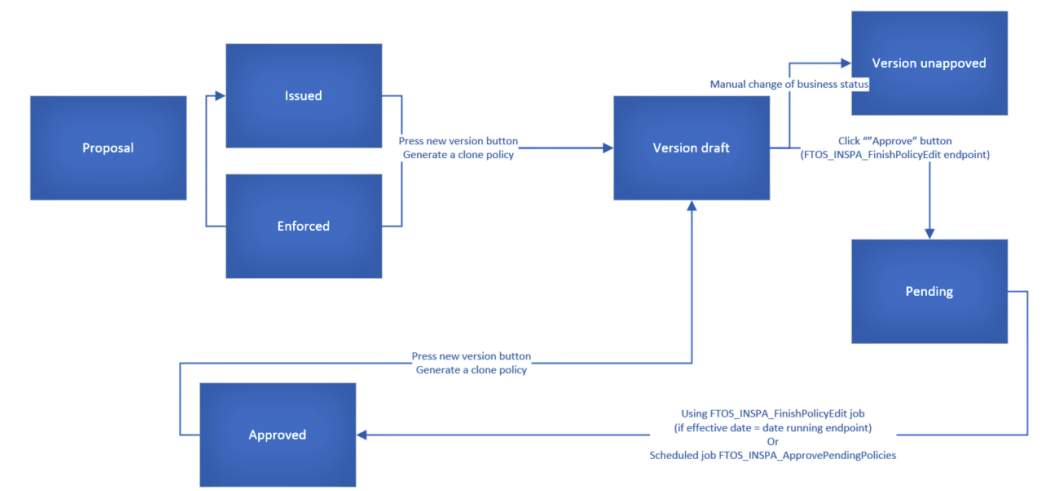 Version unappoved
Issued
Manual change of business status
Proposal
Press new version button
Generate a clone policy
Version draft
Click “”Approve” button
(FTOS_INSPA_FinishPolicyEdit endpoint)
Enforced
Pending
Press new version button
Generate a clone policy
Approved
Using FTOS_INSPA_FinishPolicyEdit job
(if effective date = date running endpoint)
Or
Scheduled job FTOS_INSPA_ApprovePendingPolicies